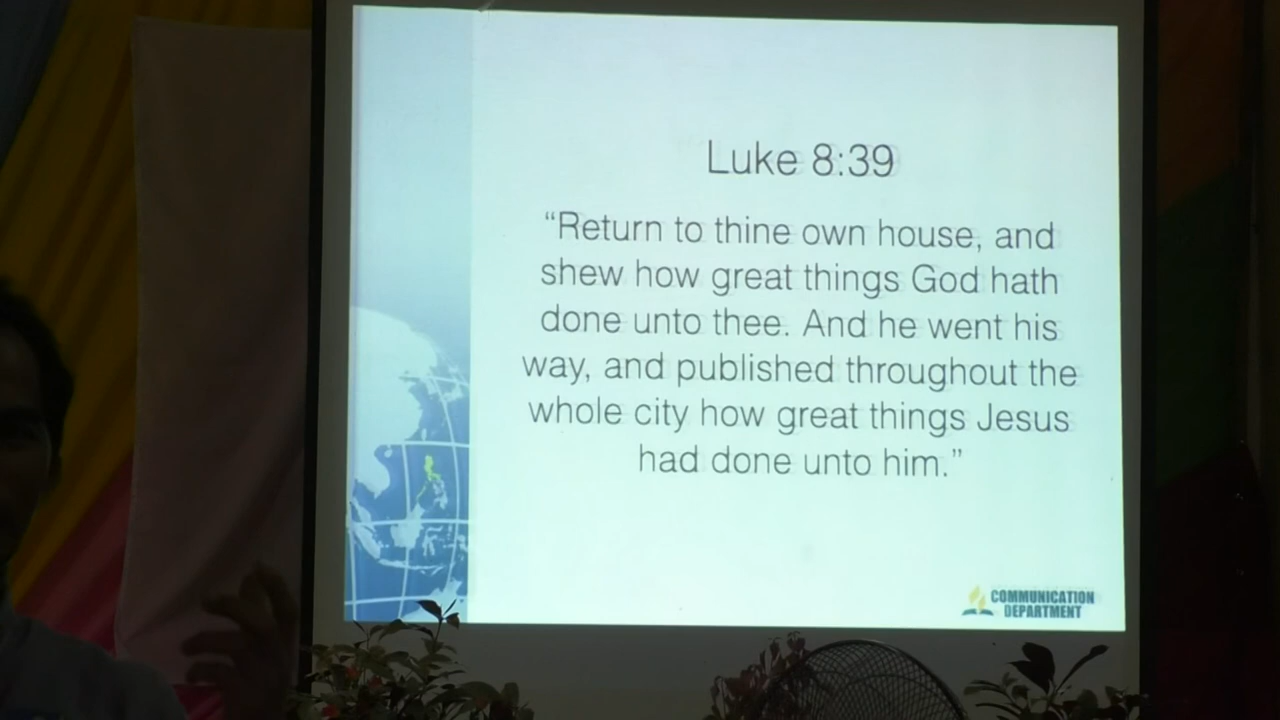 Luke 8:39
“Return to thine own house, and
shew how great things God hath
done unto thee. And he went his
way, and published throughout the
whole city how great things Jesus
had done unto him.”
COMMUNICATION
DEPARTMENT